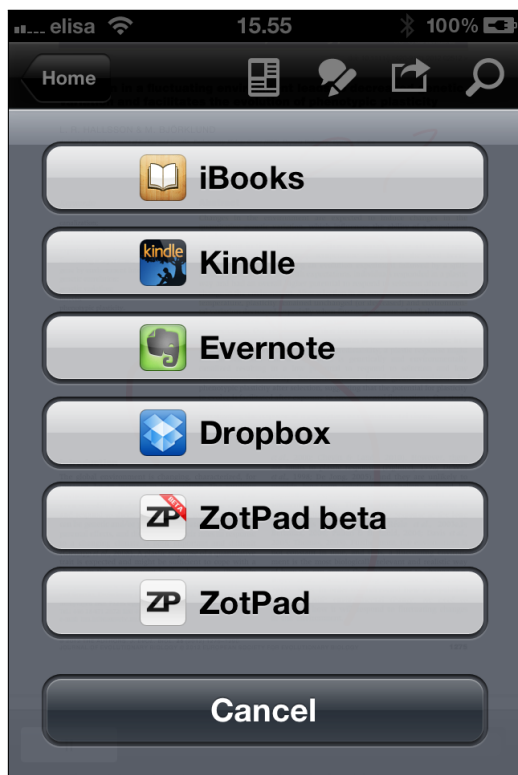 elisa 15.55 100%
Home
iBooks
kindle Kindle
Evernote
Dropbox
BETA ZP ZotPad beta
ZP ZotPad
Cancel